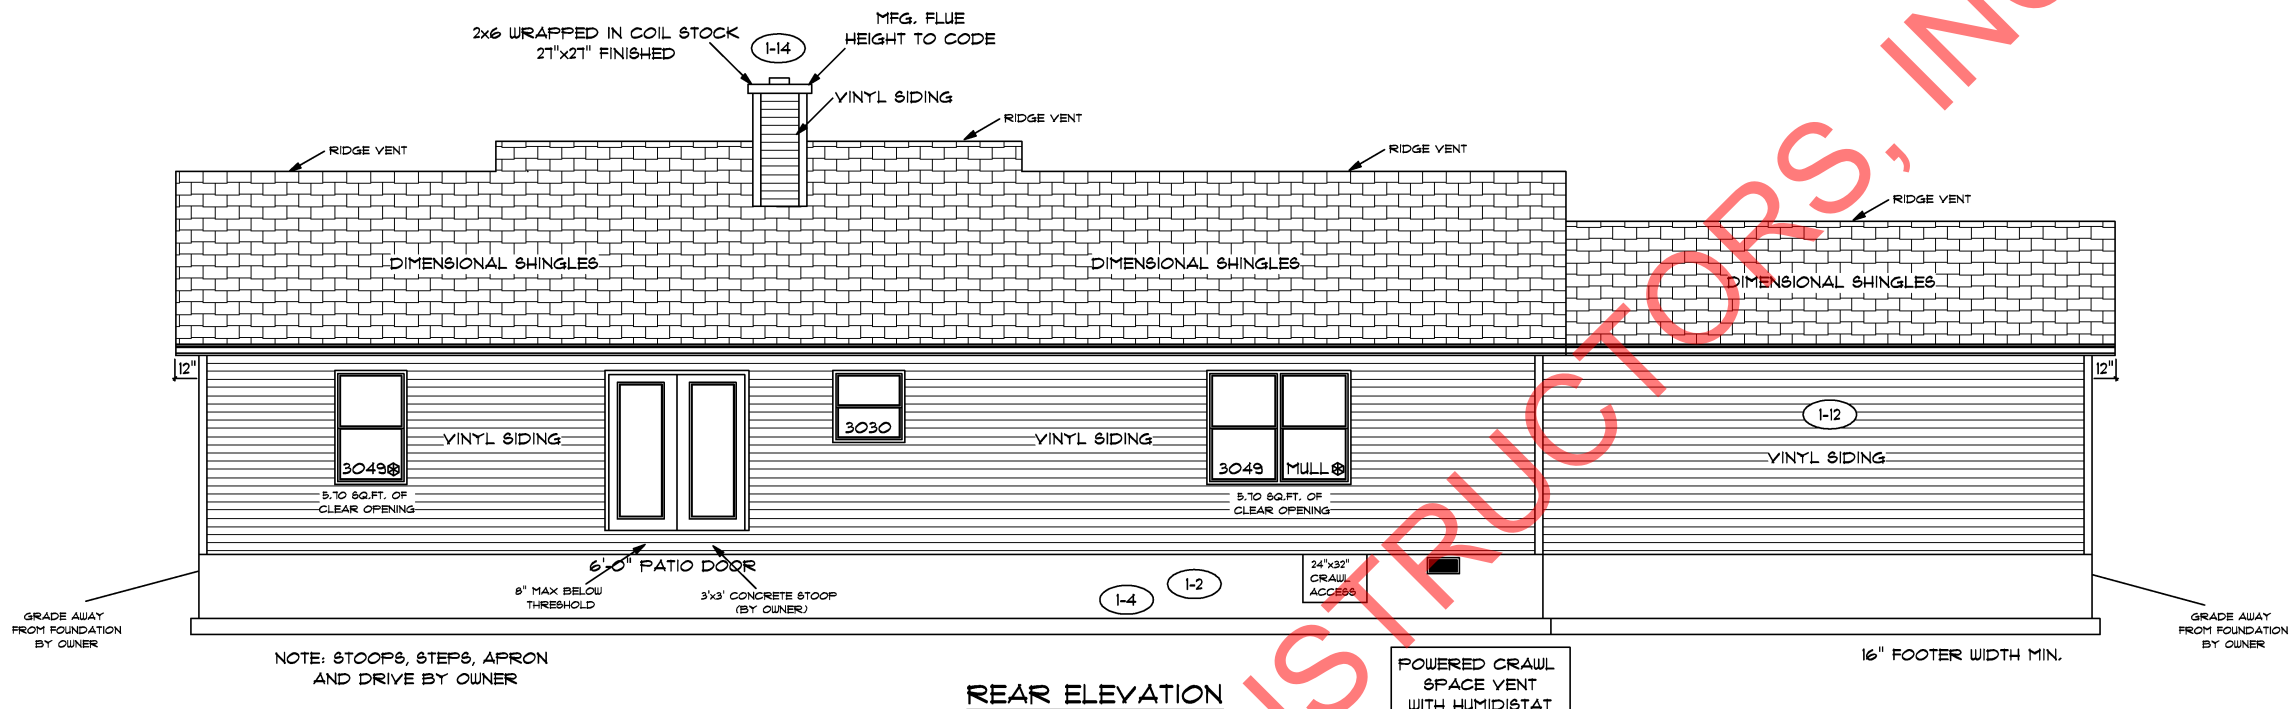 2x6 WRAPPED IN COIL STOCK
27"x27" FINISHED
1-14
MFG. FLUE
HEIGHT TO CODE
VINYL SIDING
RIDGE VENT
RIDGE VENT
RIDGE VENT
RIDGE VENT
DIMENSIONAL SHINGLES
DIMENSIONAL SHINGLES
DIMENSIONAL SHINGLES
12"
12"
3049
5.70 SQ.FT. OF
CLEAR OPENING
VINYL SIDING
3030
VINYL SIDING
3049
MULL
5.70 SQ.FT. OF
CLEAR OPENING
1-12
VINYL SIDING
6'-0" PATIO DOOR
8" MAX BELOW
THRESHOLD
3'x3' CONCRETE STOOP
(BY OWNER)
1-4
1-2
24"x32"
CRAWL
ACCESS
GRADE AWAY
FROM FOUNDATION
BY OWNER
GRADE AWAY
FROM FOUNDATION
BY OWNER
NOTE: STOOPS, STEPS, APRON
AND DRIVE BY OWNER
REAR ELEVATION
POWERED CRAWL
SPACE VENT
WITH HUMIDISTAT
16" FOOTER WIDTH MIN.
NSTRUCTORS, INC